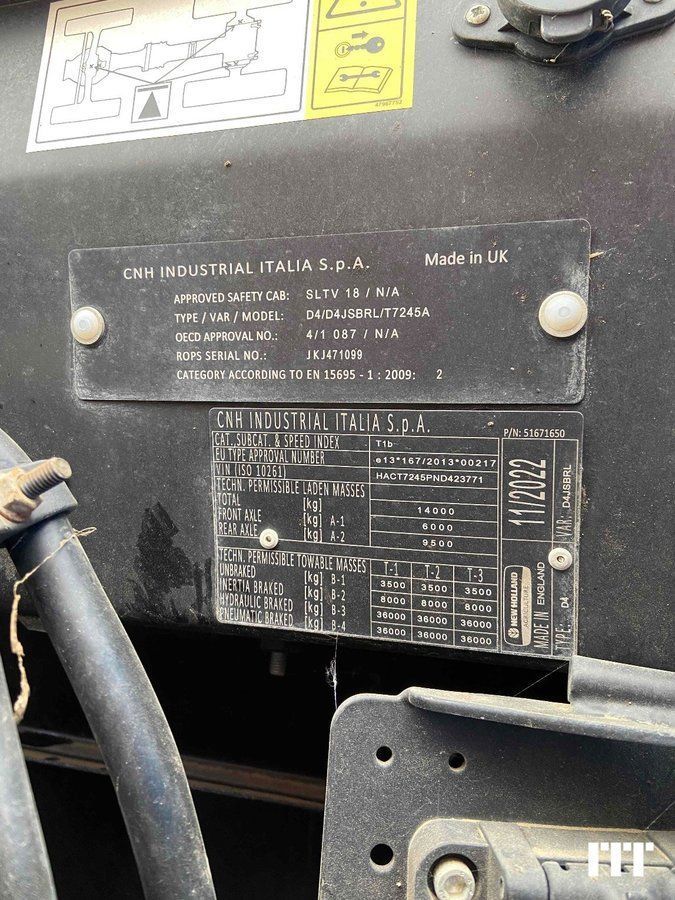 47967752
CNH INDUSTRIAL ITALIA S.p.A. Made in UK
APPROVED SAFETY CAB: SLTV 18 / N/A
TYPE / VAR / MODEL: D4/D4JSBRL/T7245A
OECD APPROVAL NO.: 4/1 087 / N/A
ROPS SERIAL NO.: JKJ471099
CATEGORY ACCORDING TO EN 15695 - 1 : 2009: 2
CNH INDUSTRIAL ITALIA S.p.A. P/N: 51671650
CAT.,SUBCAT. & SPEED INDEX T1b
EU TYPE APPROVAL NUMBER e13*167/2013*00217
VIN (ISO 10261) HACT7245PND423771
TECHN. PERMISSIBLE LADEN MASSES
TOTAL [kg] 14000
FRONT AXLE [kg] A-1 6000
REAR AXLE [kg] A-2 9500
TECHN. PERMISSIBLE TOWABLE MASSES T-1 T-2 T-3
UNBRAKED [kg] B-1 3500 3500 3500
INERTIA BRAKED [kg] B-2 8000 8000 8000
HYDRAULIC BRAKED [kg] B-3 36000 36000 36000
PNEUMATIC BRAKED [kg] B-4 36000 36000 36000
11/2022
VAR: D4JSBRL
NEW HOLLAND
AGRICULTURE
MADE IN ENGLAND
TYPE: D4